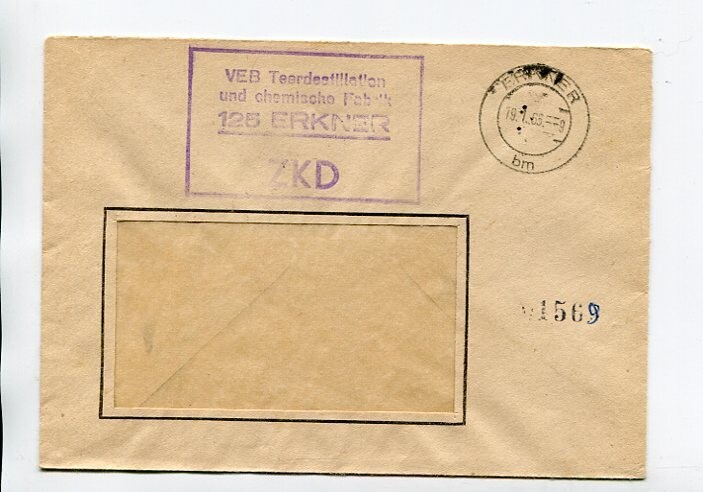 VEB Teerdestillation
und chemische Fabrik
125 ERKNER
ZKD
ERKNER
bm
1569